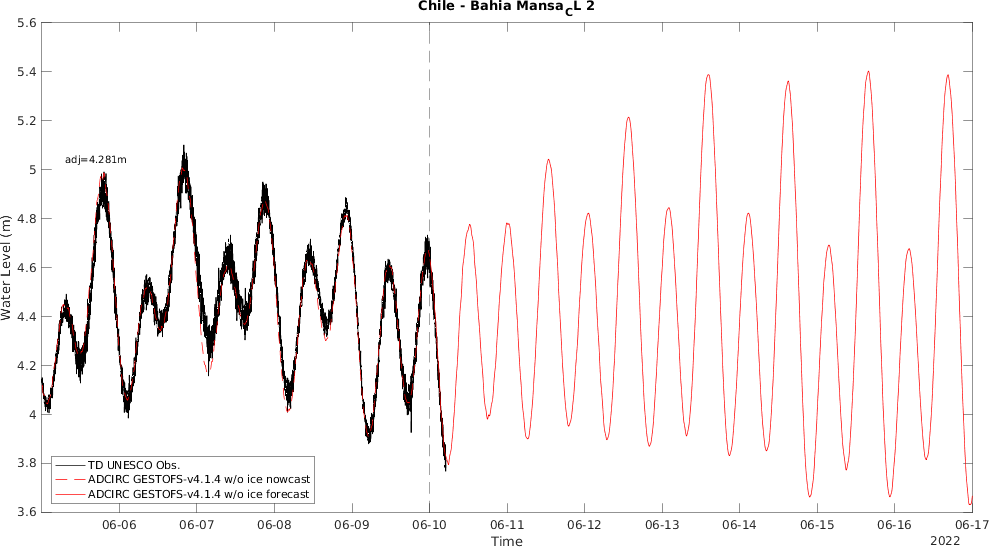 Chile - Bahia Mansa_CL 2
5.6
5.4
5.2
5
4.8
4.6
4.4
4.2
4
3.8
3.6
Water Level (m)
adj=4.281m
TD UNESCO Obs.
ADCIRC GESTOFS-v4.1.4 w/o ice nowcast
ADCIRC GESTOFS-v4.1.4 w/o ice forecast
06-06 06-07 06-08 06-09 06-10 06-11 06-12 06-13 06-14 06-15 06-16 06-17
Time
2022